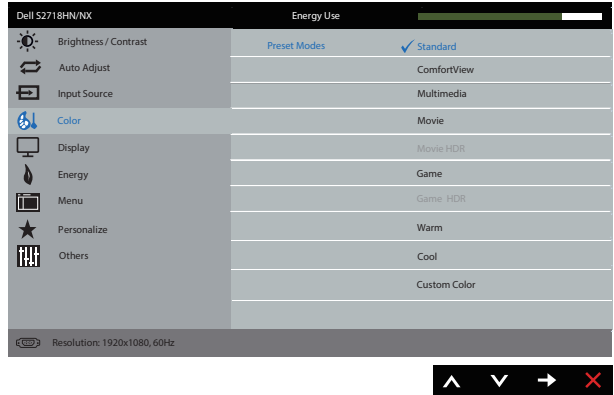 Dell S2718HN/NX
Energy Use
Brightness / Contrast
Auto Adjust
Input Source
Color
Display
Energy
Menu
Personalize
Others
Preset Modes
Standard
ComfortView
Multimedia
Movie
Movie HDR
Game
Game HDR
Warm
Cool
Custom Color
Resolution: 1920x1080, 60Hz